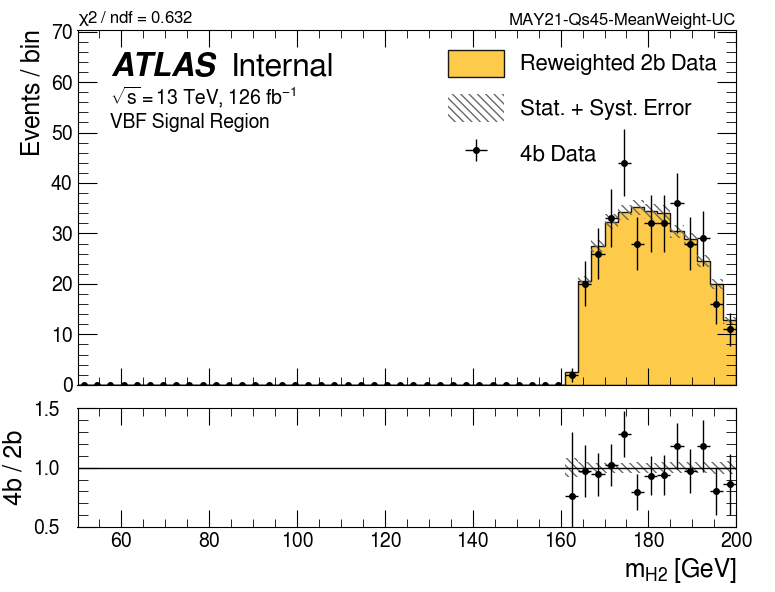 χ2 / ndf = 0.632
MAY21-Qs45-MeanWeight-UC
ATLAS Internal
√s = 13 TeV, 126 fb−1
VBF Signal Region
Reweighted 2b Data
Stat. + Syst. Error
4b Data
Events / bin
70
60
50
40
30
20
10
0
4b / 2b
1.5
1.0
0.5
60 80 100 120 140 160 180 200
mH2 [GeV]